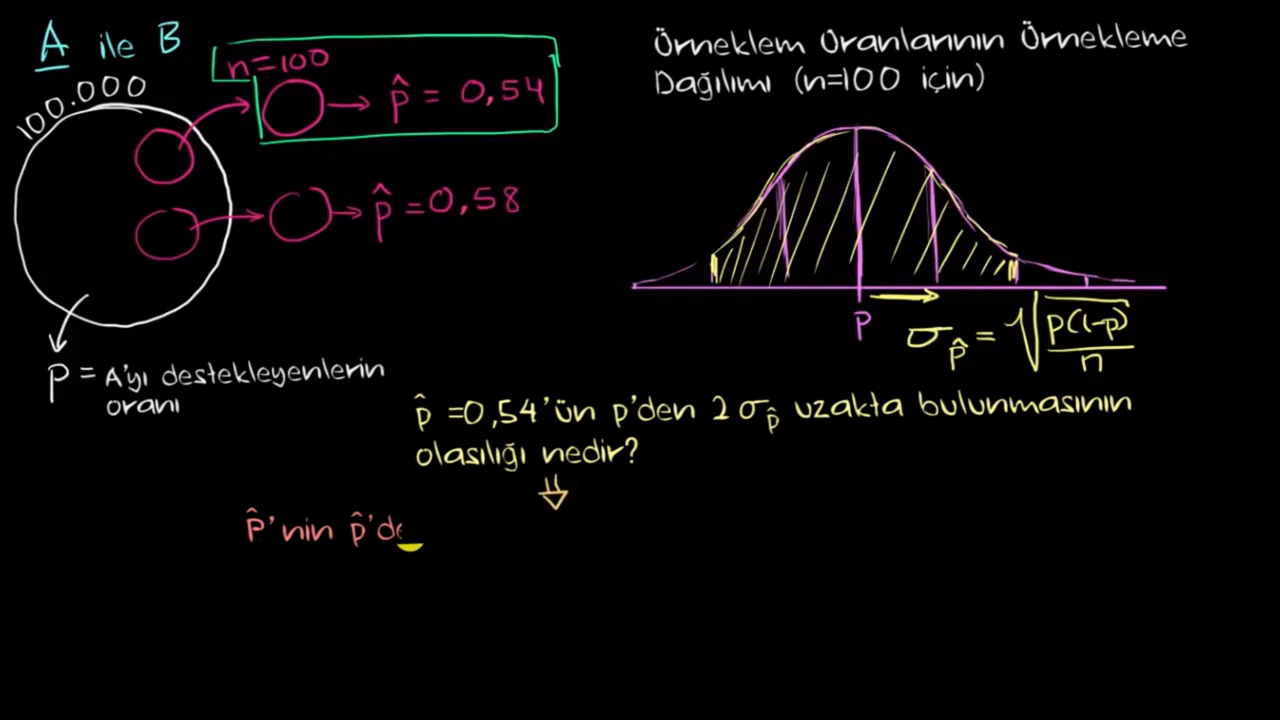 A ile B
100.000
n=100
p̂ = 0,54
p̂ =0,58
p = A'yı destekleyenlerin
oranı
Örneklem Oranlarının Örnekleme
Dağılımı (n=100 için)
P
σp̂ = √p(1-p)/n
p̂ =0,54'ün p'den 2σp̂ uzakta bulunmasının
olasılığı nedir?
P̂'nin p̂'de